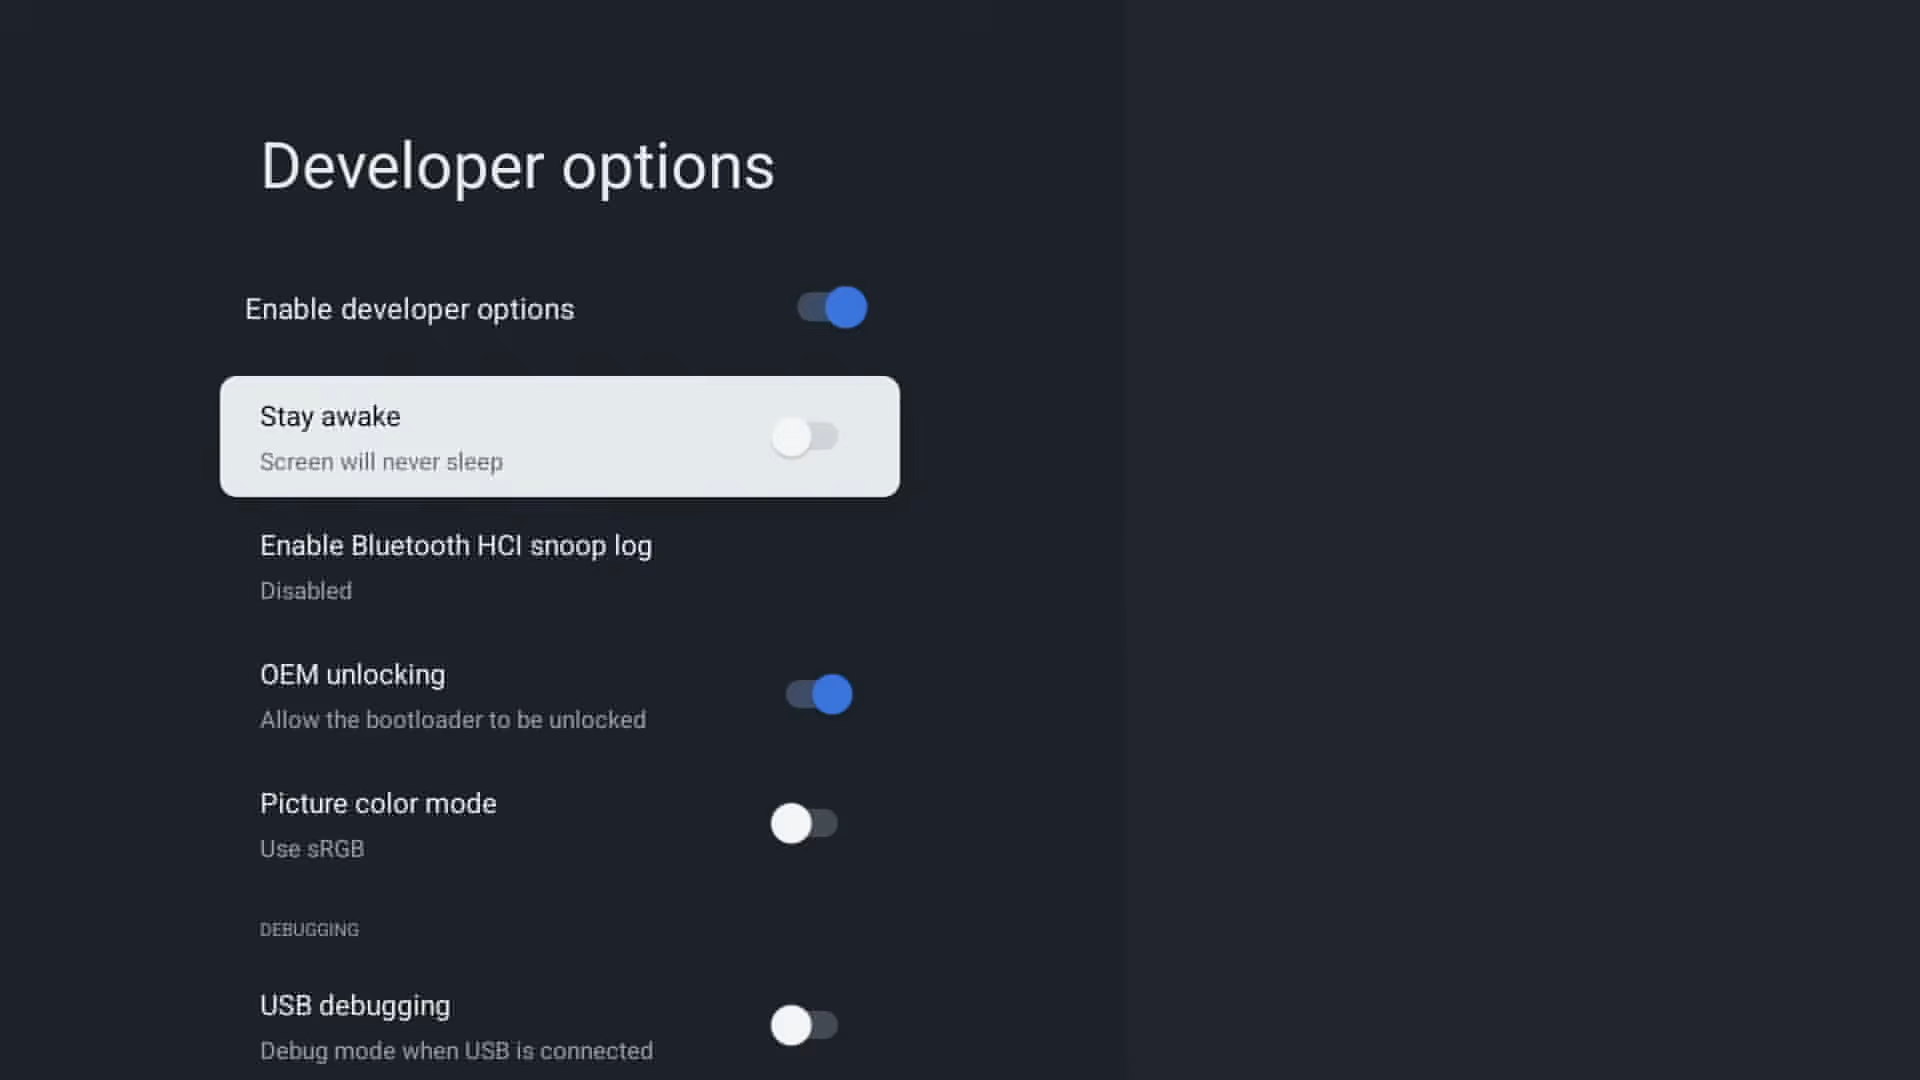 Developer options
Enable developer options
Stay awake
Screen will never sleep
Enable Bluetooth HCI snoop log
Disabled
OEM unlocking
Allow the bootloader to be unlocked
Picture color mode
Use sRGB
DEBUGGING
USB debugging
Debug mode when USB is connected